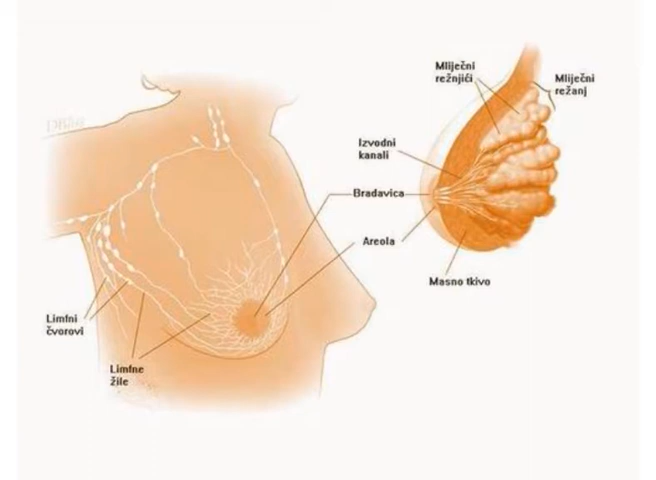 Mliječni
režnjići
Mliječni
režanj
Izvodni
kanali
Bradavica
Areola
Masno tkivo
Limfni
čvorovi
Limfne
žile